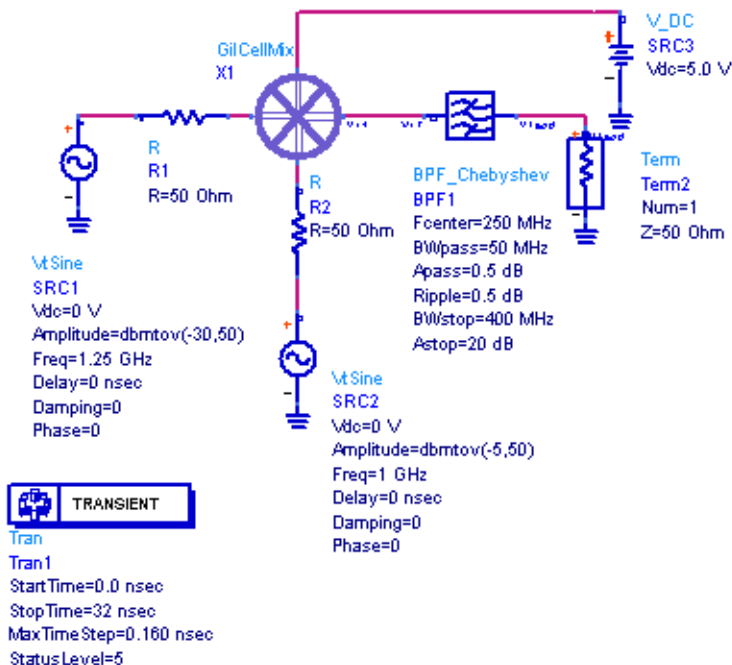 V_DC
SRC3
Vdc=5.0 V
GilCellMix
X1
R
R1
R=50 Ohm
R
R2
R=50 Ohm
BPF_Chebyshev
BPF1
Fcenter=250 MHz
BWpass=50 MHz
Apass=0.5 dB
Ripple=0.5 dB
BWstop=400 MHz
Astop=20 dB
Term
Term2
Num=1
Z=50 Ohm
VtSine
SRC1
Vdc=0 V
Amplitude=dbmtov(-30,50)
Freq=1.25 GHz
Delay=0 nsec
Damping=0
Phase=0
VtSine
SRC2
Vdc=0 V
Amplitude=dbmtov(-5,50)
Freq=1 GHz
Delay=0 nsec
Damping=0
Phase=0
TRANSIENT
Tran
Tran1
StartTime=0.0 nsec
StopTime=32 nsec
MaxTimeStep=0.160 nsec
StatusLevel=5